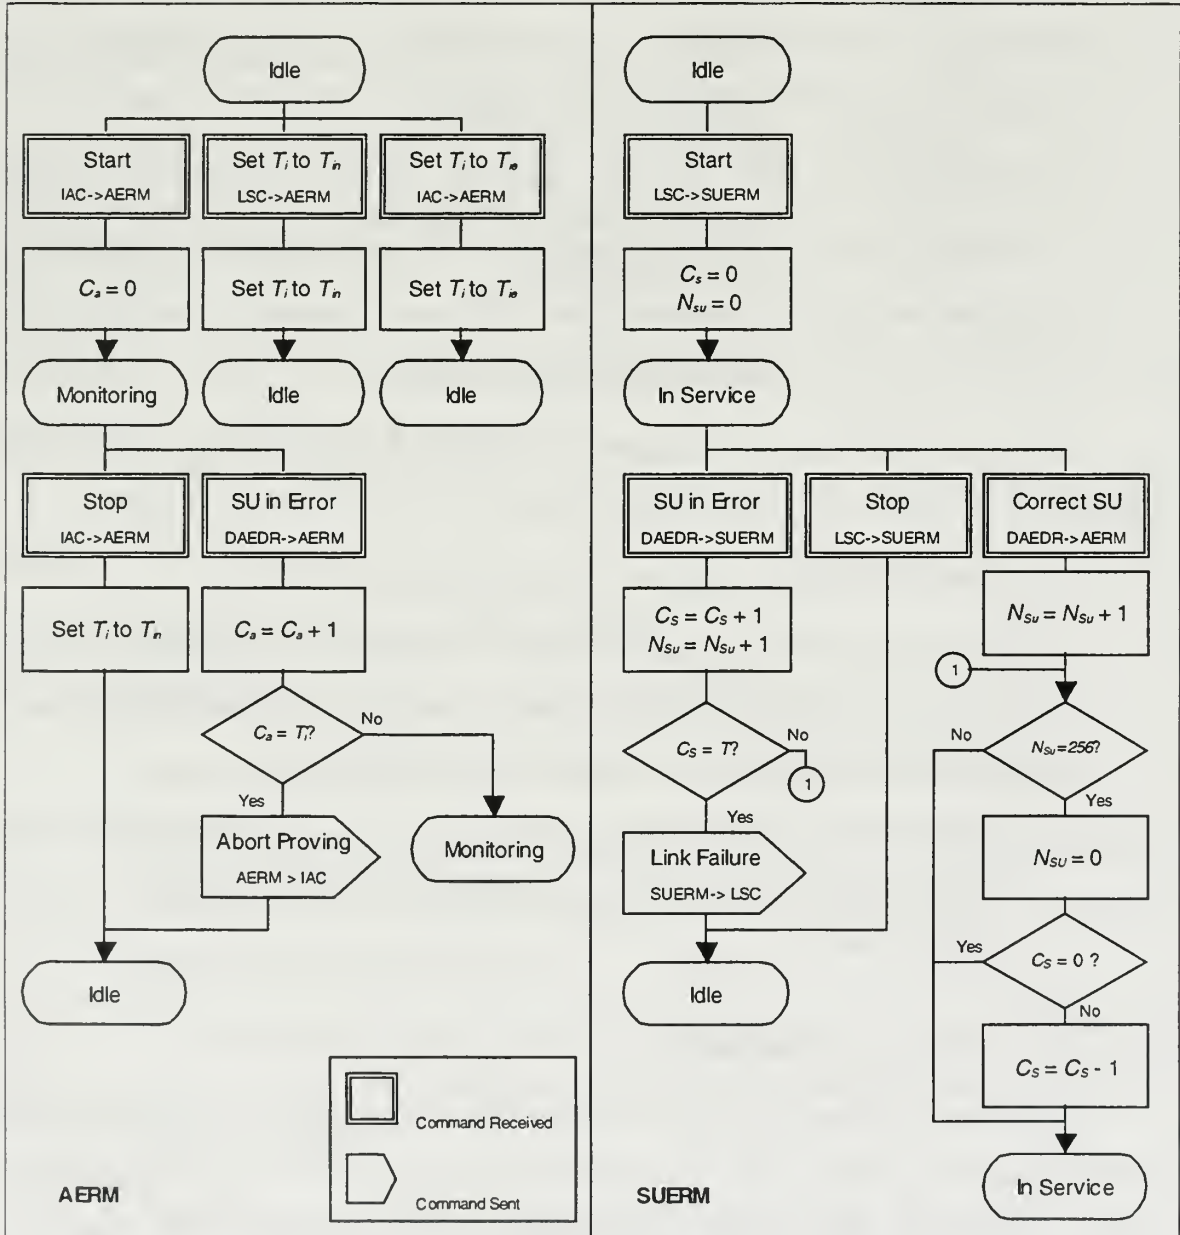 Idle
Start
IAC->AERM
Set Ti to Tin
LSC->AERM
Set Ti to Tie
IAC->AERM
Ca = 0
Set Ti to Tin
Set Ti to Tie
Monitoring
Idle
Idle
Stop
IAC->AERM
SU in Error
DAEDR->AERM
Set Ti to Tin
Ca = Ca + 1
Ca = Ti?
No
Yes
Abort Proving
AERM > IAC
Monitoring
Idle
Command Received
Command Sent
AERM
Idle
Start
LSC->SUERM
Cs = 0
Nsu = 0
In Service
SU in Error
DAEDR->SUERM
Stop
LSC->SUERM
Correct SU
DAEDR->AERM
CS = CS + 1
NSu = NSu + 1
NSu = NSu + 1
1
CS = T?
No
1
No
NSu=256?
Yes
Yes
Link Failure
SUERM-> LSC
NSU = 0
Yes
CS = 0 ?
No
Idle
CS = CS - 1
In Service
SUERM